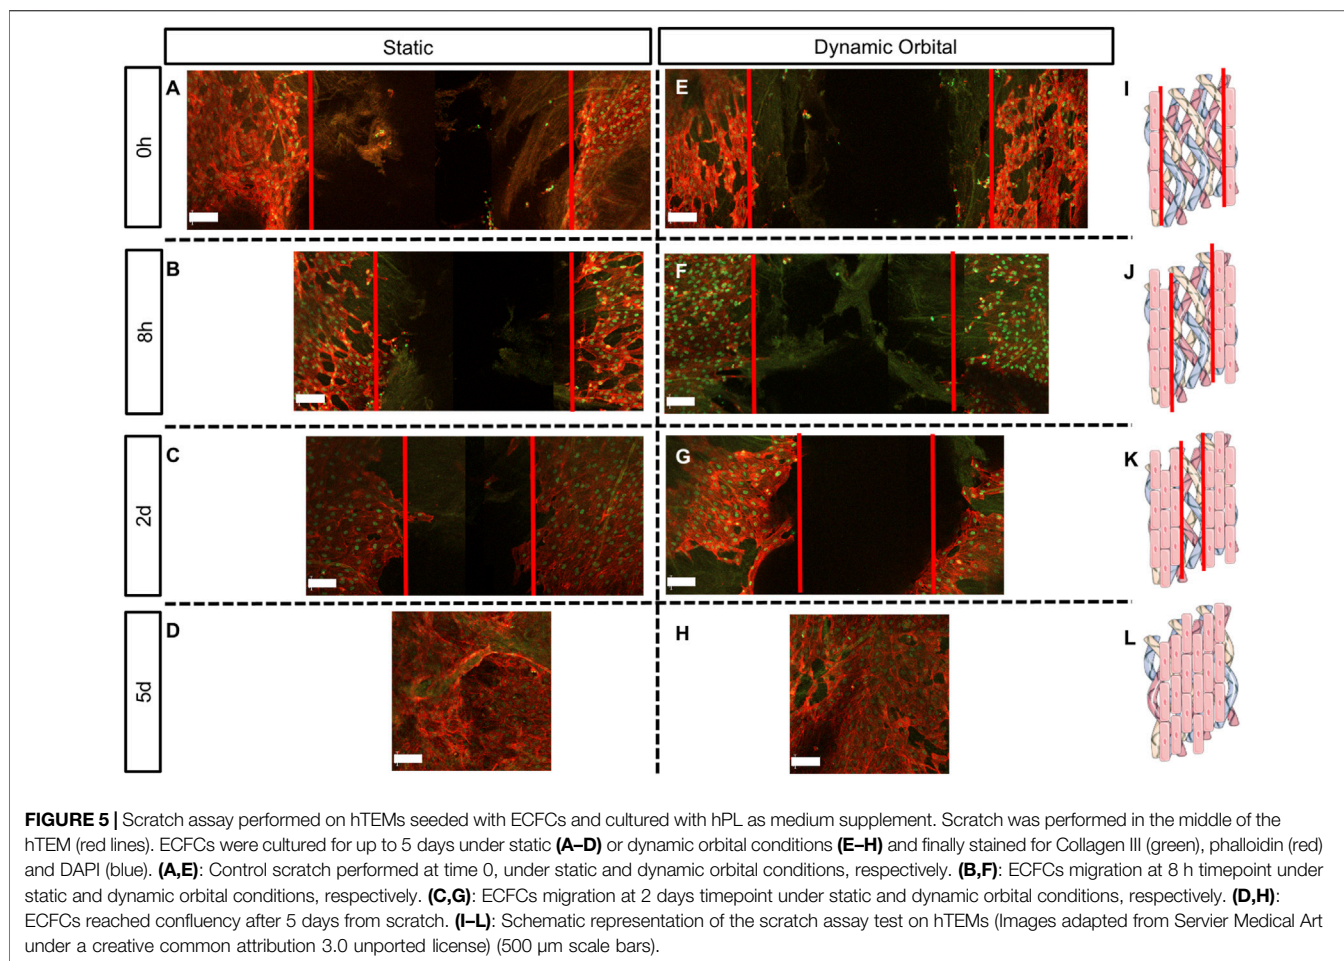 Static
Dynamic Orbital
0h
A
E
I
8h
B
F
J
2d
C
G
K
5d
D
H
L
FIGURE 5 | Scratch assay performed on hTEMs seeded with ECFCs and cultured with hPL as medium supplement. Scratch was performed in the middle of the
hTEM (red lines). ECFCs were cultured for up to 5 days under static (A–D) or dynamic orbital conditions (E–H) and finally stained for Collagen III (green), phalloidin (red)
and DAPI (blue). (A,E): Control scratch performed at time 0, under static and dynamic orbital conditions, respectively. (B,F): ECFCs migration at 8 h timepoint under
static and dynamic orbital conditions, respectively. (C,G): ECFCs migration at 2 days timepoint under static and dynamic orbital conditions, respectively. (D,H):
ECFCs reached confluency after 5 days from scratch. (I–L): Schematic representation of the scratch assay test on hTEMs (Images adapted from Servier Medical Art
under a creative common attribution 3.0 unported license) (500 µm scale bars).